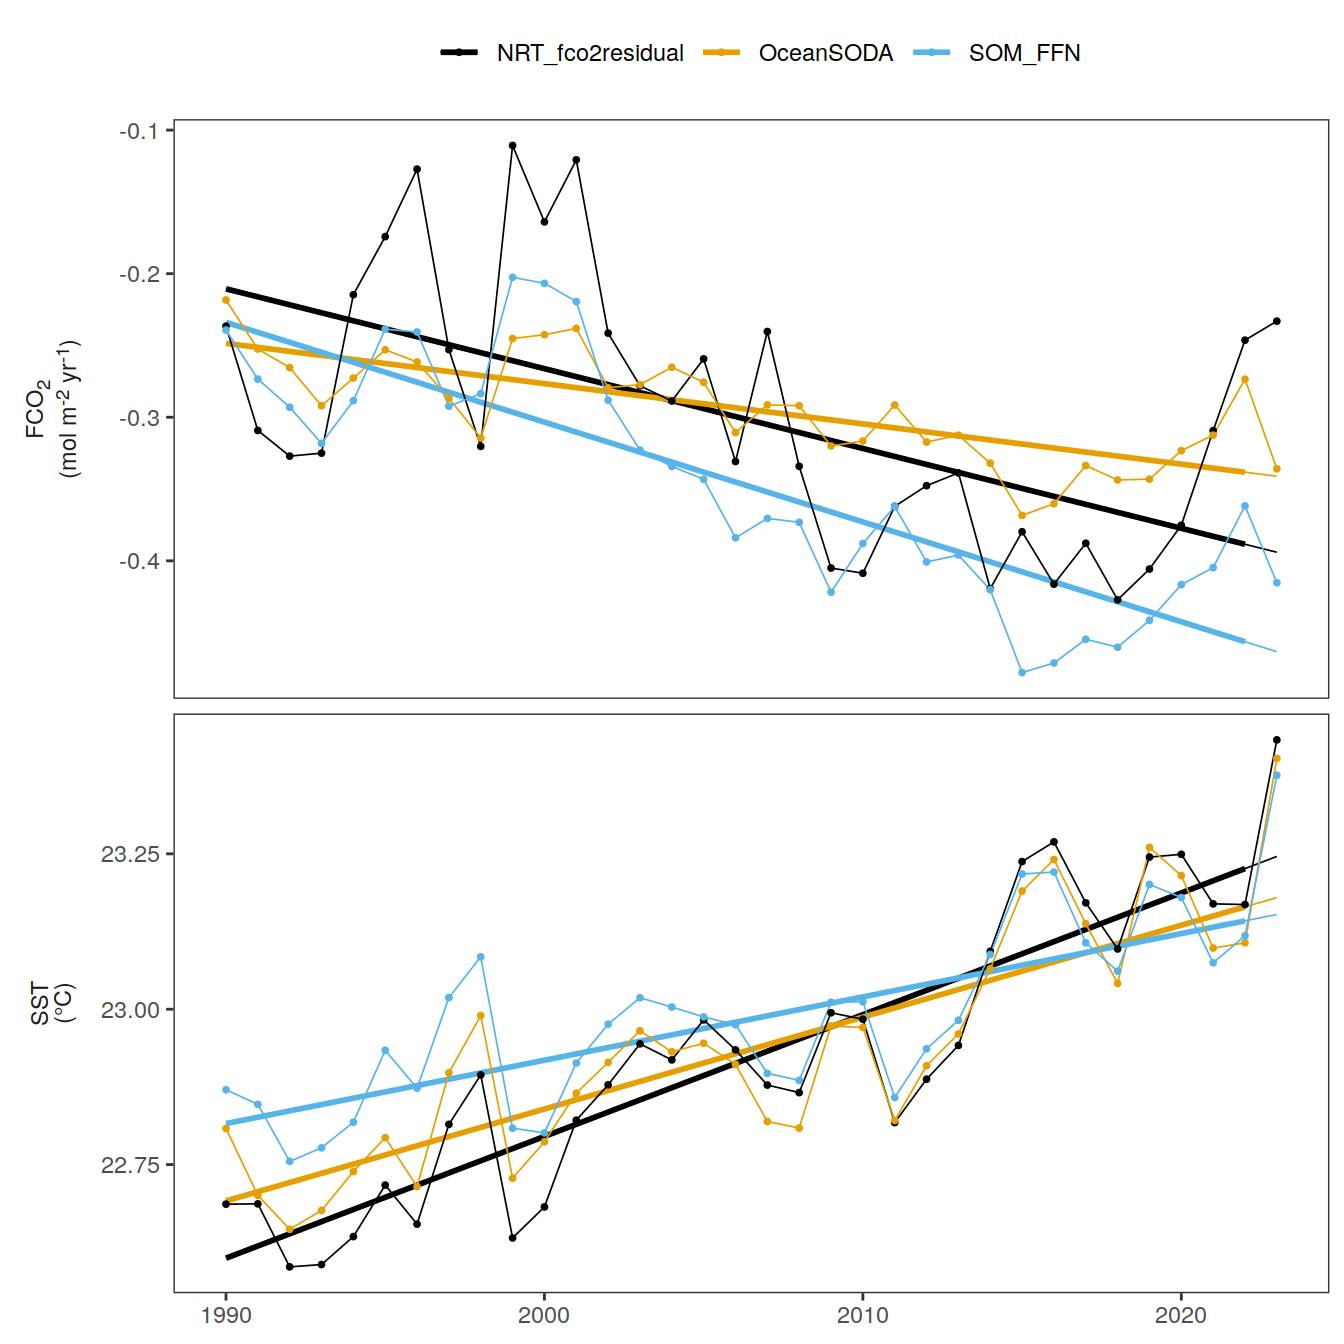 NRT_fco2residual OceanSODA SOM_FFN
-0.1
-0.2
-0.3
-0.4
FCO₂
(mol m⁻² yr⁻¹)
23.25
23.00
22.75
SST
(°C)
1990 2000 2010 2020